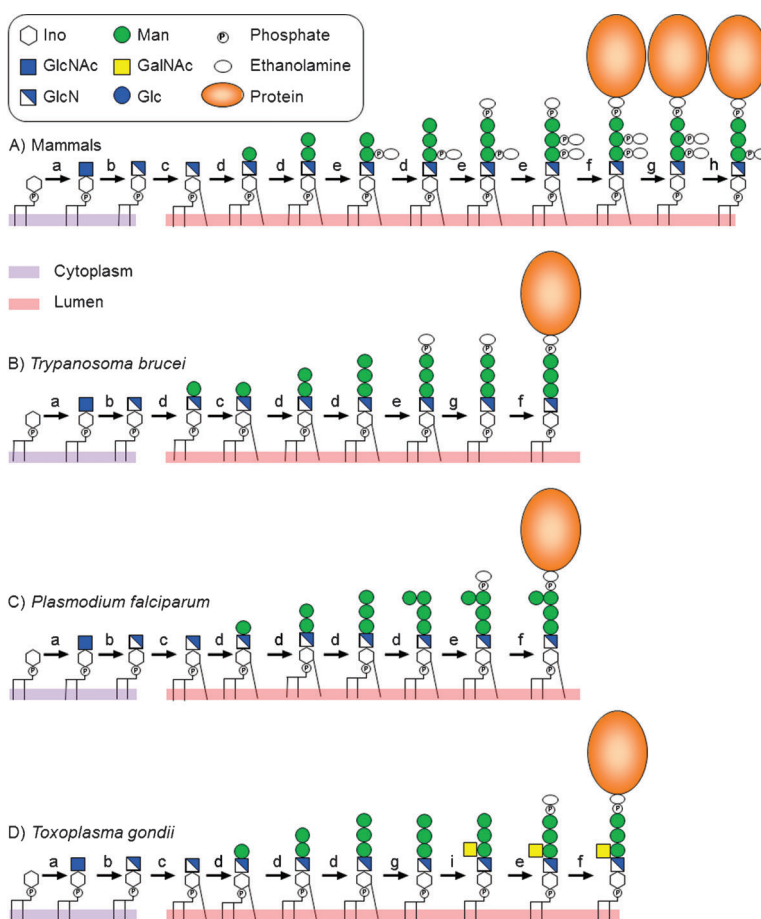 Ino Man P Phosphate
GlcNAc GalNAc Ethanolamine
GlcN Glc Protein
A) Mammals
a b c d d e d e e f g h
P P P P P P P P P P P P P P P P P P P P P P P P P P P P
Cytoplasm
Lumen
B) Trypanosoma brucei
a b d c d d e g f
P P P P P P P P P P P P P
C) Plasmodium falciparum
a b c d d d d e f
P P P P P P P P P P P P
D) Toxoplasma gondii
a b c d d d g i e f
P P P P P P P P P P P P P